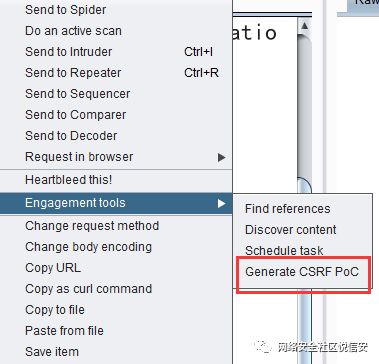 Raw
Send to Spider
Do an active scan
atio
Send to Intruder Ctrl+I
Send to Repeater Ctrl+R
Send to Sequencer
Send to Comparer
Send to Decoder
Request in browser
Heartbleed this!
Engagement tools
Find references
Discover content
Schedule task
Generate CSRF PoC
Change request method
Change body encoding
Copy URL
Copy as curl command
Copy to file
Paste from file
Save item
网络安全社区说信安